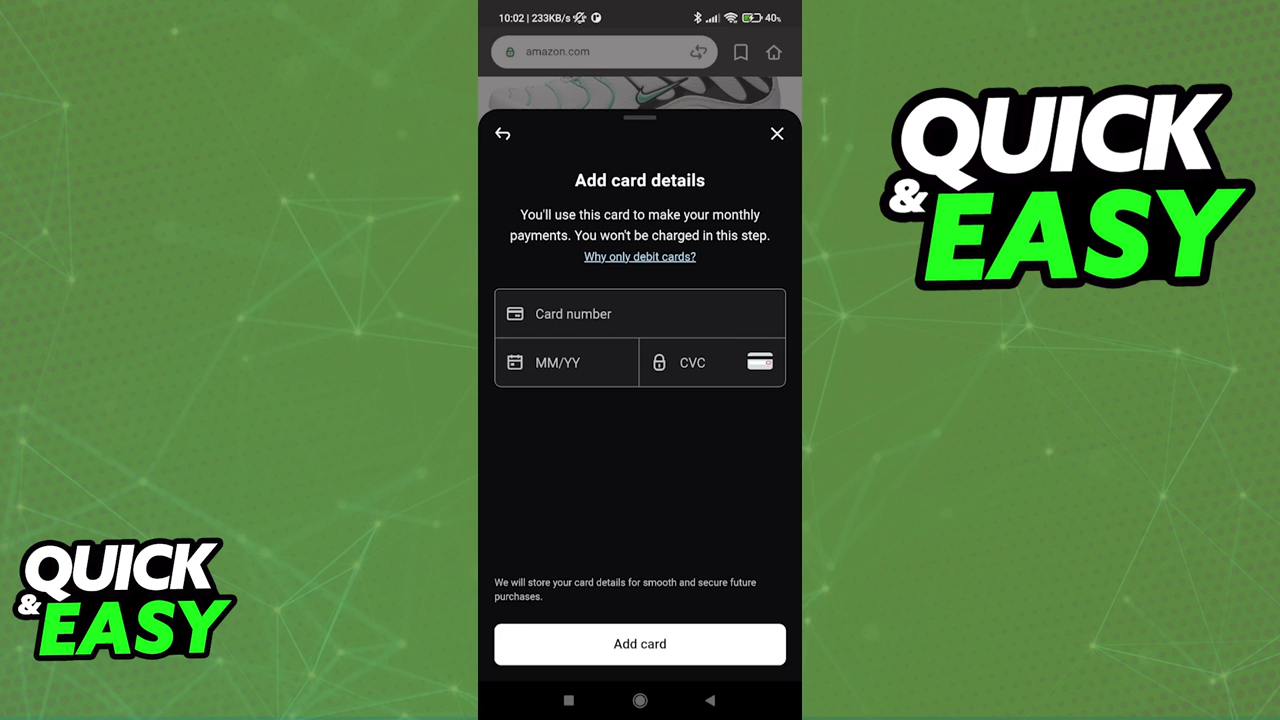 10:02 | 233KB/s
40%
amazon.com
QUICK
& EASY
Add card details
You'll use this card to make your monthly
payments. You won't be charged in this step.
Why only debit cards?
Card number
MM/YY
CVC
We will store your card details for smooth and secure future
purchases.
Add card
QUICK
& EASY